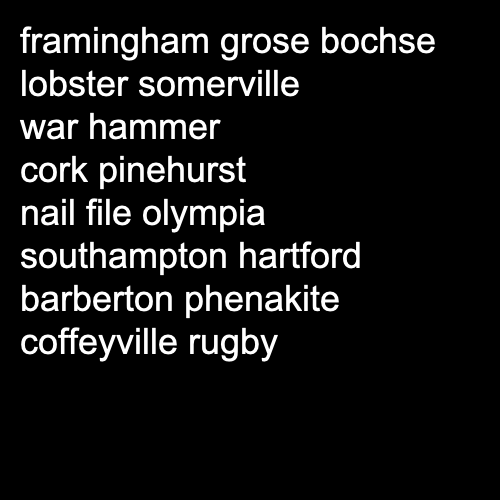 framingham grose bochse
lobster somerville
war hammer
cork pinehurst
nail file olympia
southampton hartford
barberton phenakite
coffeyville rugby